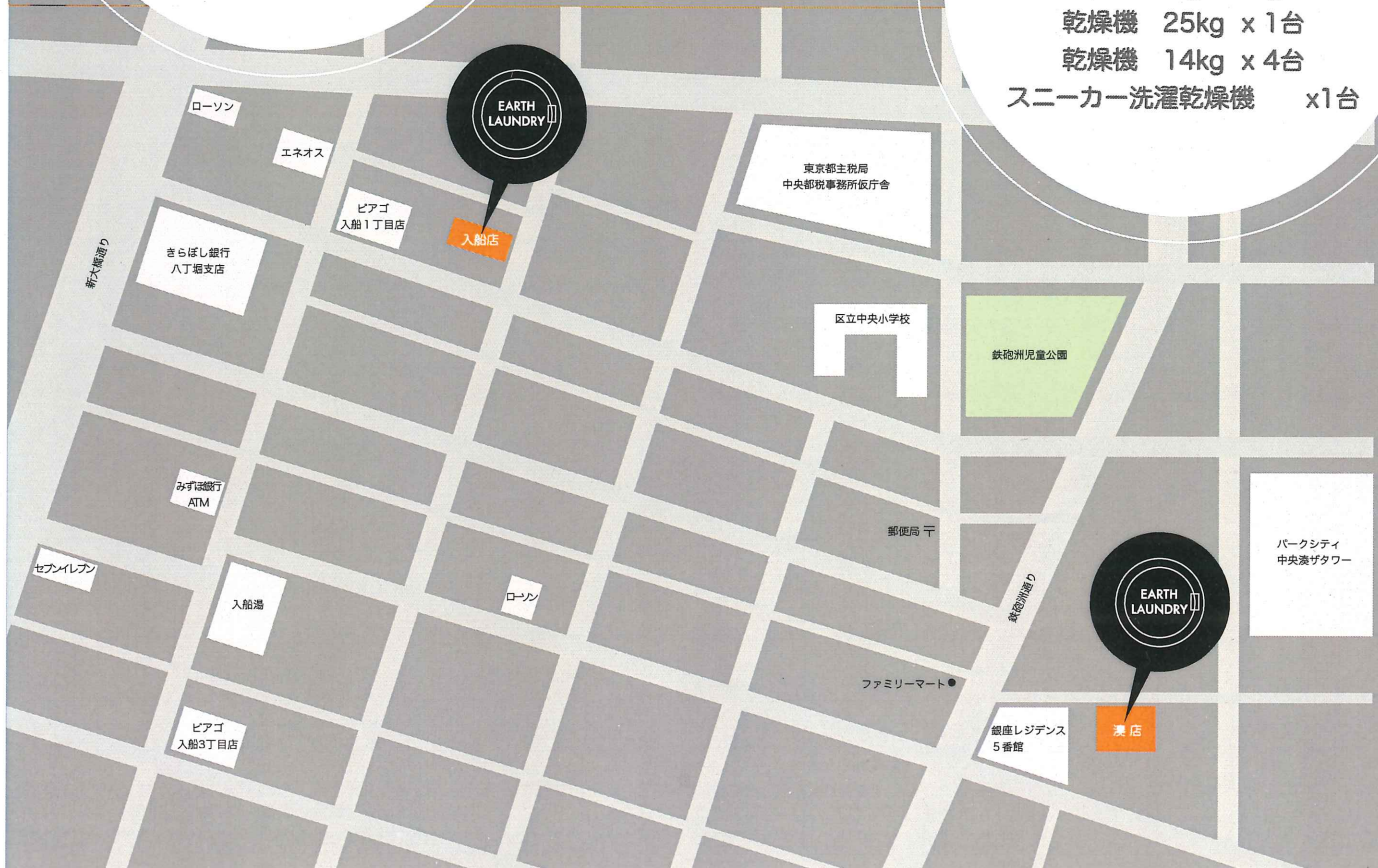 乾燥機 25kg x 1台
乾燥機 14kg x 4台
スニーカー洗濯乾燥機 x1台
ローソン
エネオス
EARTH
LAUNDRY
ピアゴ
入船1丁目店
入船店
東京都主税局
中央都税事務所仮庁舎
新大橋通り
きらぼし銀行
八丁堀支店
区立中央小学校
鉄砲洲児童公園
みずほ銀行
ATM
郵便局 〒
パークシティ
中央湊ザタワー
セブンイレブン
入船湯
ローソン
鉄砲洲通り
EARTH
LAUNDRY
ファミリーマート●
ピアゴ
入船3丁目店
銀座レジデンス
5番館
湊店